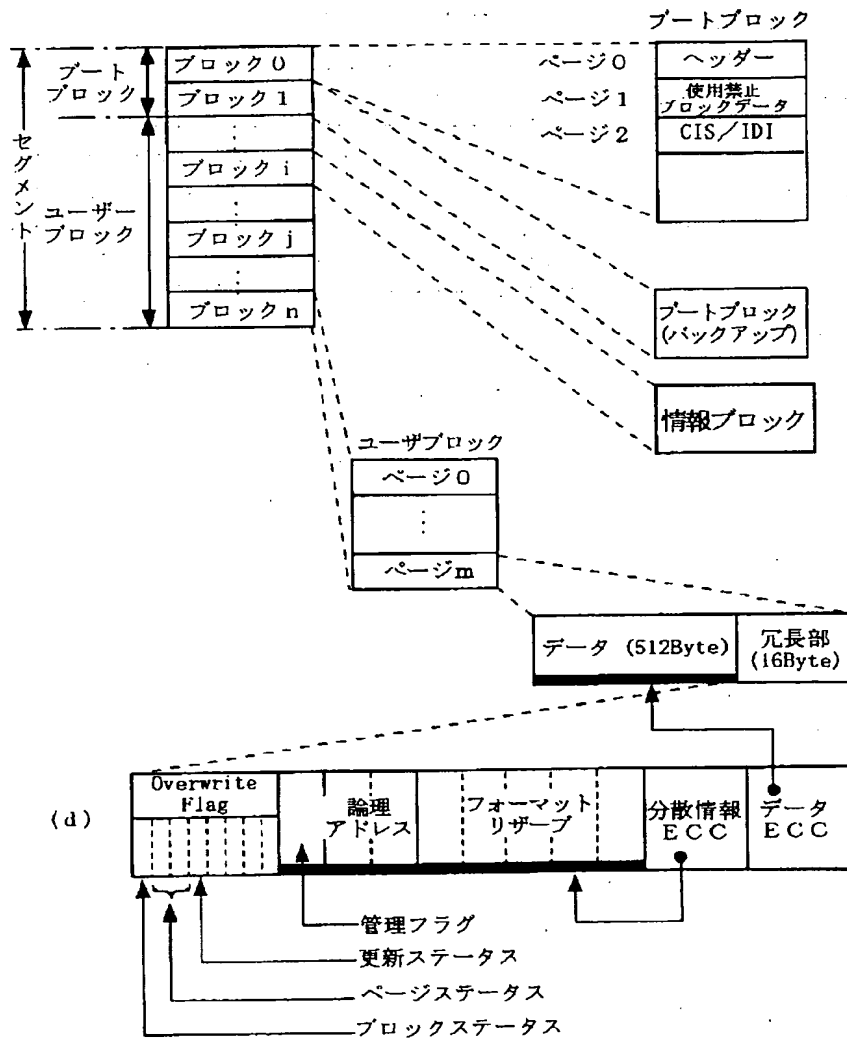 ブートブロック
ブロック0
ページ0
ヘッダー
ブート
ブロック
ブロック1
ページ1
使用禁止
ブロックデータ
ページ2
CIS/IDI
セグメント
ブロックi
ユーザー
ブロック
ブロックj
ブロックn
ブートブロック
(バックアップ)
情報ブロック
ユーザブロック
ページ0
ページm
データ (512Byte)
冗長部
(16Byte)
(d)
Overwrite
Flag
論理
アドレス
フォーマット
リザーブ
分散情報
ECC
データ
ECC
管理フラグ
更新ステータス
ページステータス
ブロックステータス